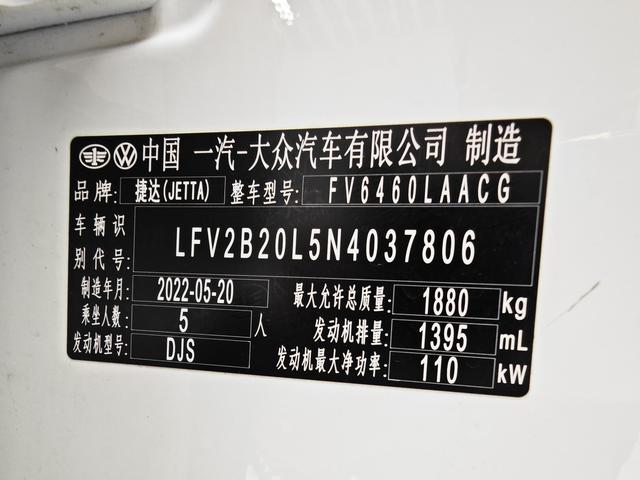 中国 一汽-大众汽车有限公司 制造
品牌: 捷达(JETTA) 整车型号: FV6460LAACG
车辆识别代号: LFV2B20L5N4037806
制造年月: 2022-05-20 最大允许总质量: 1880 kg
乘坐人数: 5 人 发动机排量: 1395 mL
发动机型号: DJS 发动机最大净功率: 110 kW